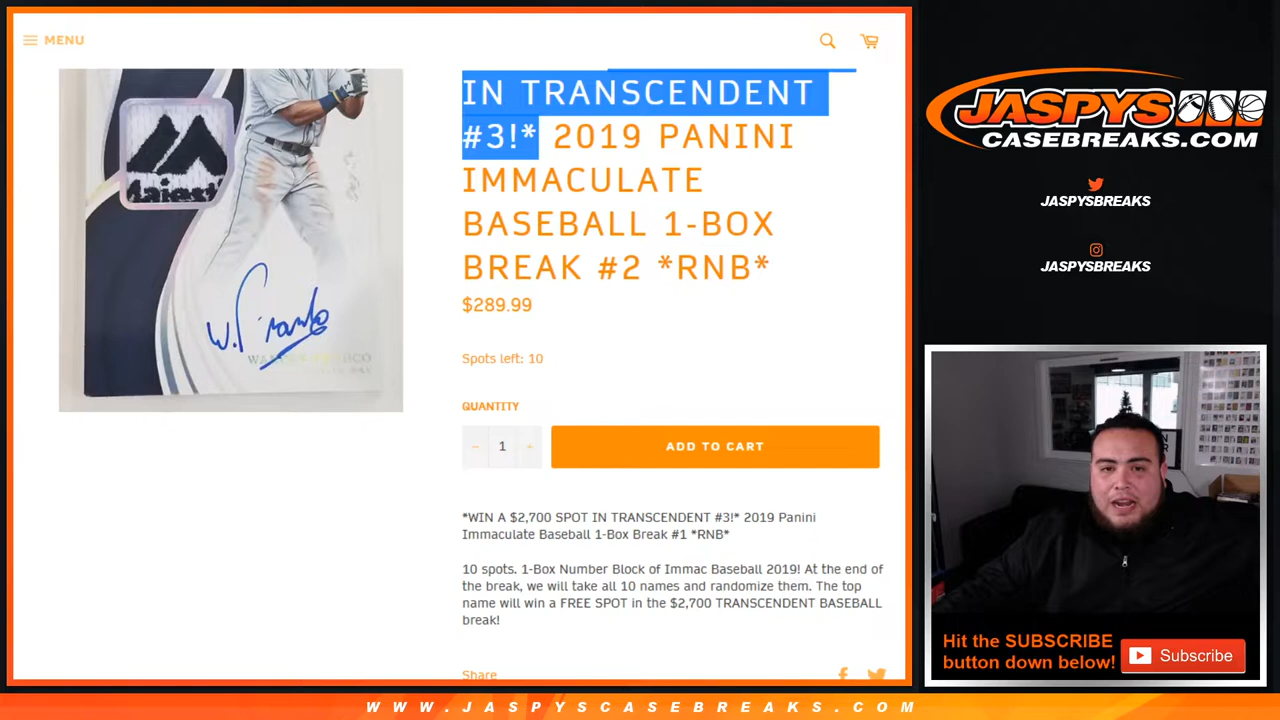 MENU
IN TRANSCENDENT
#3!* 2019 PANINI
IMMACULATE
BASEBALL 1-BOX
BREAK #2 *RNB*
$289.99
Spots left: 10
QUANTITY
− 1 +
ADD TO CART
*WIN A $2,700 SPOT IN TRANSCENDENT #3!* 2019 Panini
Immaculate Baseball 1-Box Break #1 *RNB*
10 spots. 1-Box Number Block of Immac Baseball 2019! At the end of
the break, we will take all 10 names and randomize them. The top
name will win a FREE SPOT in the $2,700 TRANSCENDENT BASEBALL
break!
Share
JASPYS
CASEBREAKS.COM
JASPYSBREAKS
JASPYSBREAKS
Hit the SUBSCRIBE
button down below!
Subscribe
WWW.JASPYSCASEBREAKS.COM